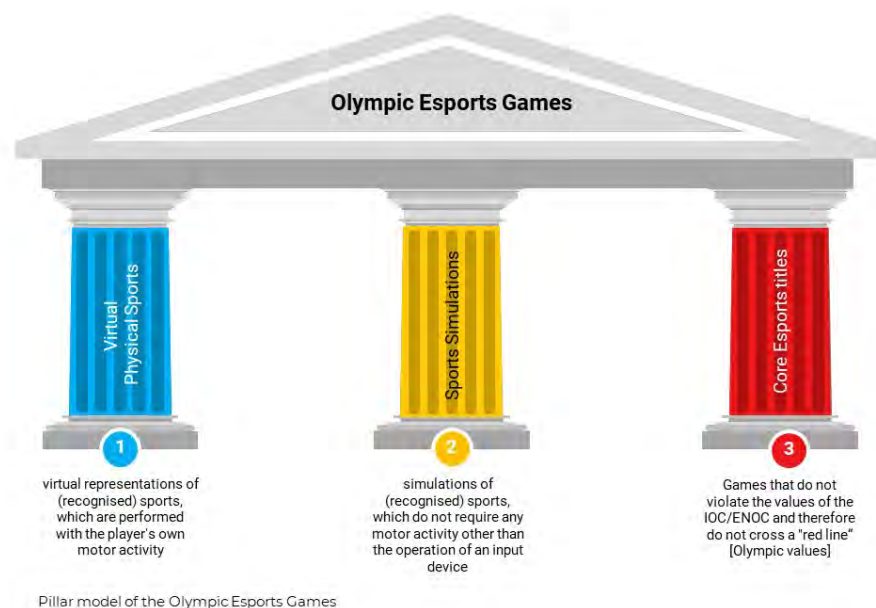 Olympic Esports Games
Virtual
Physical Sports
Sports Simulations
Core Esports titles
1
virtual representations of
(recognised) sports,
which are performed
with the player's own
motor activity
2
simulations of
(recognised) sports,
which do not require any
motor activity other than
the operation of an input
device
3
Games that do not
violate the values of the
IOC/ENOC and therefore
do not cross a "red line“
[Olympic values]
Pillar model of the Olympic Esports Games